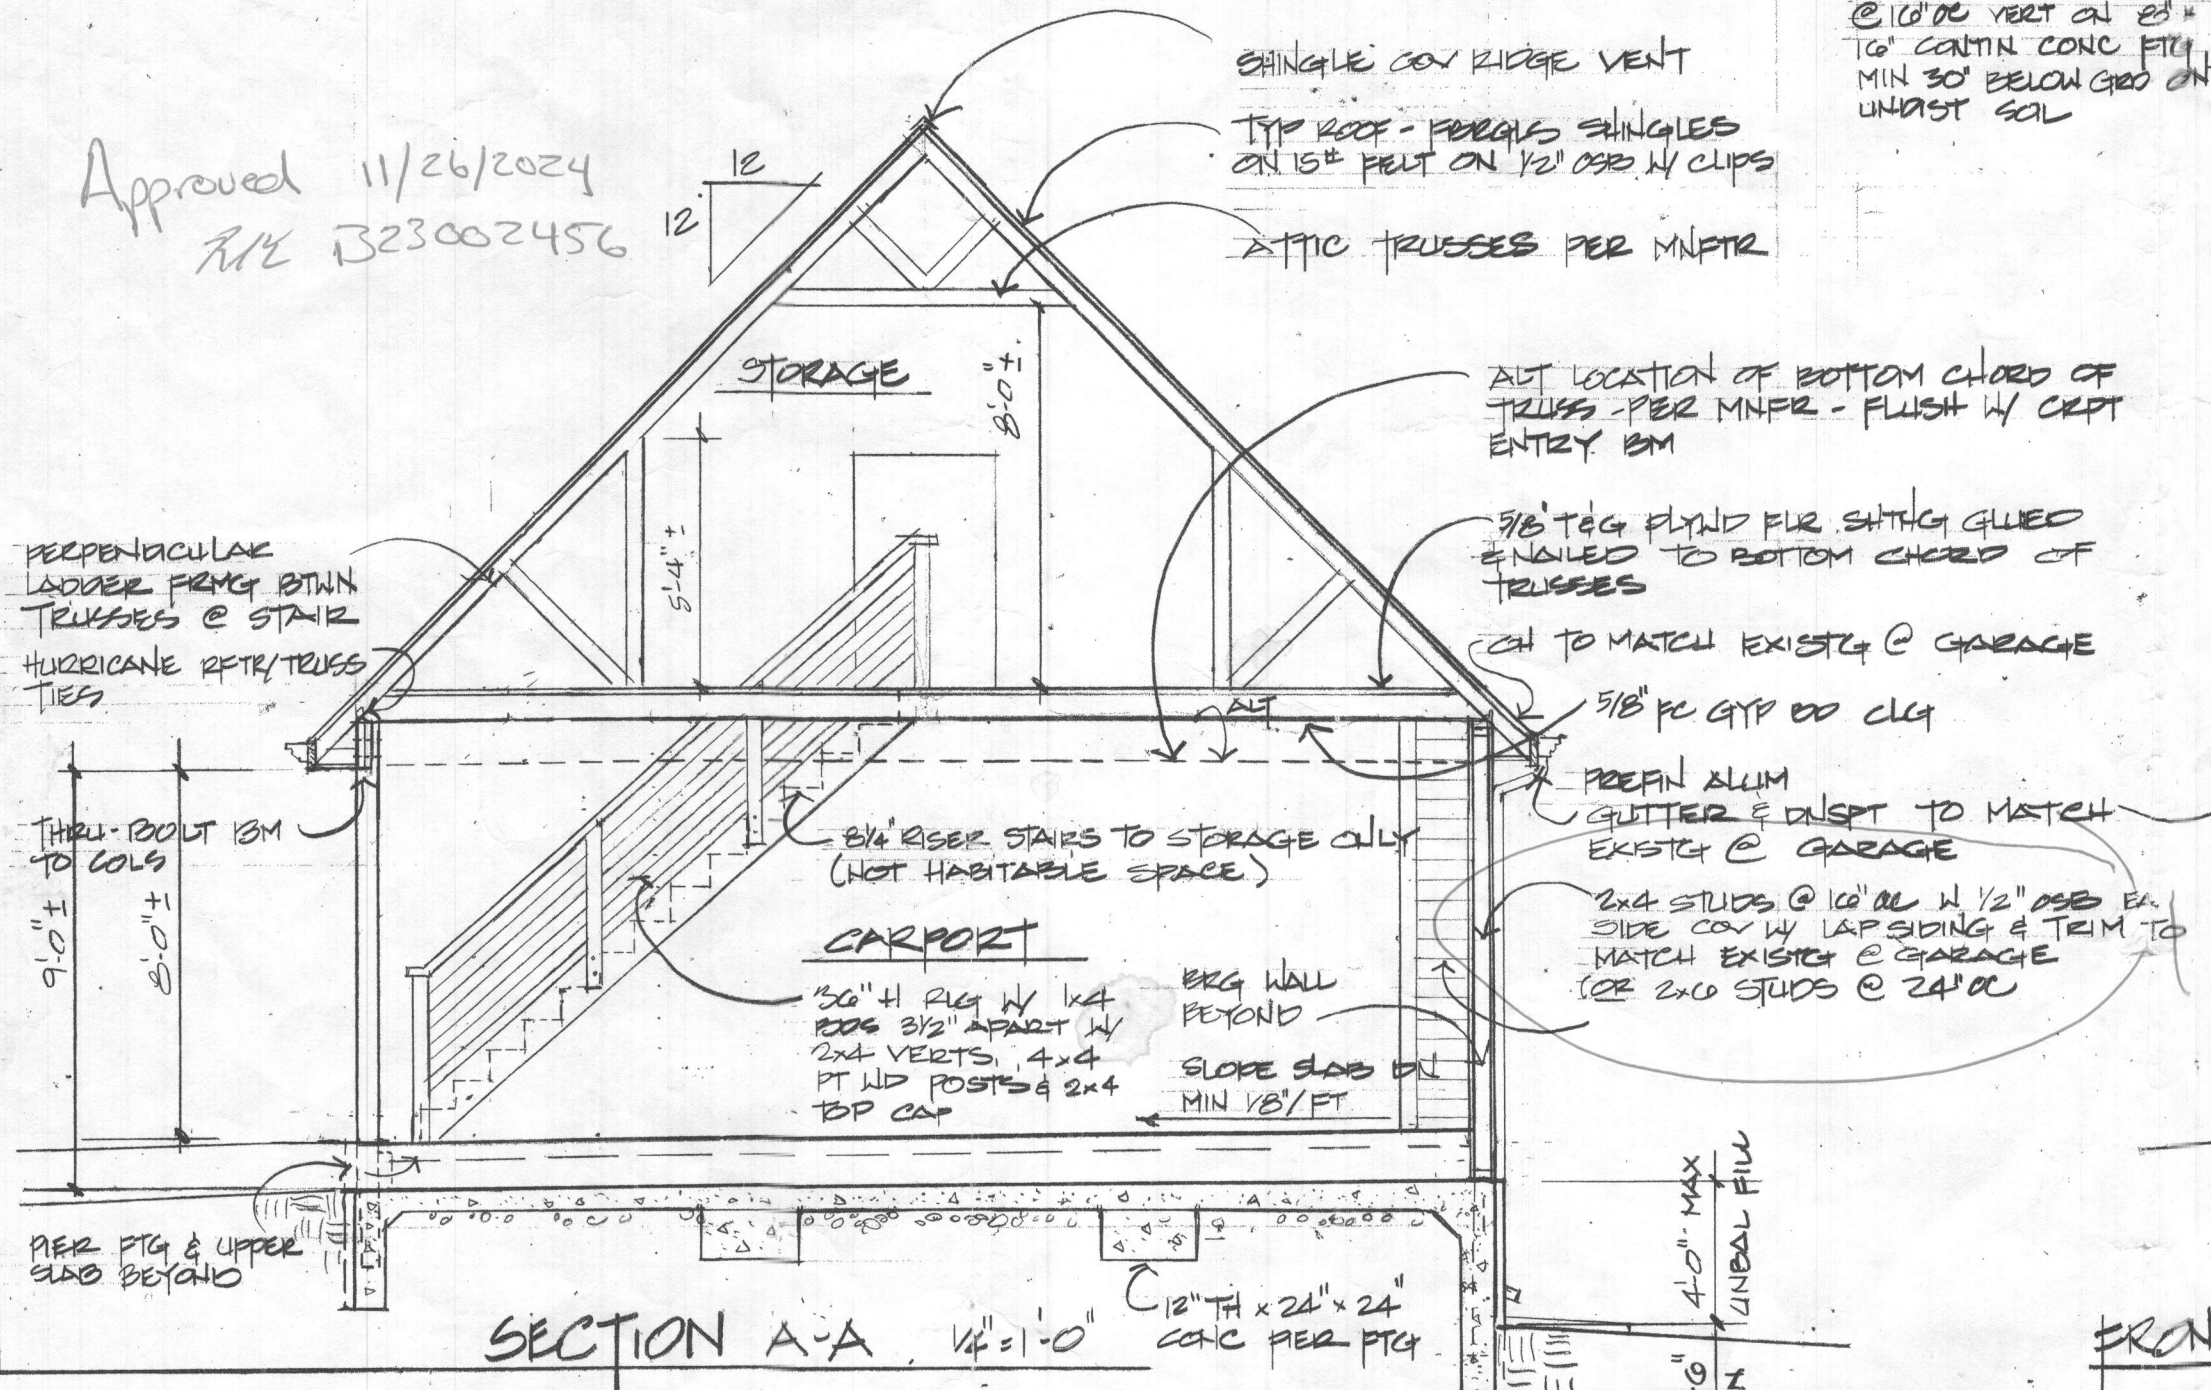 @ 16" OC VERT ON 8" x
16" CONTIN CONC FTG
MIN 30" BELOW GRD ON
UNDIST SOIL
SHINGLE COV RIDGE VENT
TYP ROOF - FBRGLS SHINGLES
ON 15# FELT ON 1/2" OSB W/ CLIPS
ATTIC TRUSSES PER MNFTR
Approved 11/26/2024
B23002456
12
12
STORAGE
8'-0" ±
5'-4" ±
ALT LOCATION OF BOTTOM CHORD OF
TRUSS - PER MNFR - FLUSH W/ CRPT
ENTRY BM
5/8" T&G PLYWD FLR SHTHG GLUED
& NAILED TO BOTTOM CHORD OF
TRUSSES
OH TO MATCH EXISTG @ GARAGE
5/8" FC GYP BD CLG
PREFIN ALUM
GUTTER & DNSPT TO MATCH
EXISTG @ GARAGE
2x4 STUDS @ 16" OC W 1/2" OSB EA
SIDE COV W/ LAP SIDING & TRIM TO
MATCH EXISTG @ GARAGE
(OR 2x6 STUDS @ 24" OC
PERPENDICULAR
LADDER FRMG BTWN
TRUSSES @ STAIR
HURRICANE RFTR/TRUSS
TIES
THRU-BOLT BM
TO COLS
9'-0" ±
8'-0" ±
ALT
8 1/4" RISER STAIRS TO STORAGE ONLY
(NOT HABITABLE SPACE)
CARPORT
36" H RLG W/ 1x4
BDS 3 1/2" APART W/
2x4 VERTS, 4x4
PT WD POSTS & 2x4
TOP CAP
BRG WALL
BEYOND
SLOPE SLAB DN
MIN 1/8"/FT
PIER FTG & UPPER
SLAB BEYOND
12" TH x 24" x 24"
CONC PIER FTG
4'-0" MAX
UNBAL FILL
SECTION A-A 1/4" = 1'-0"
FRON